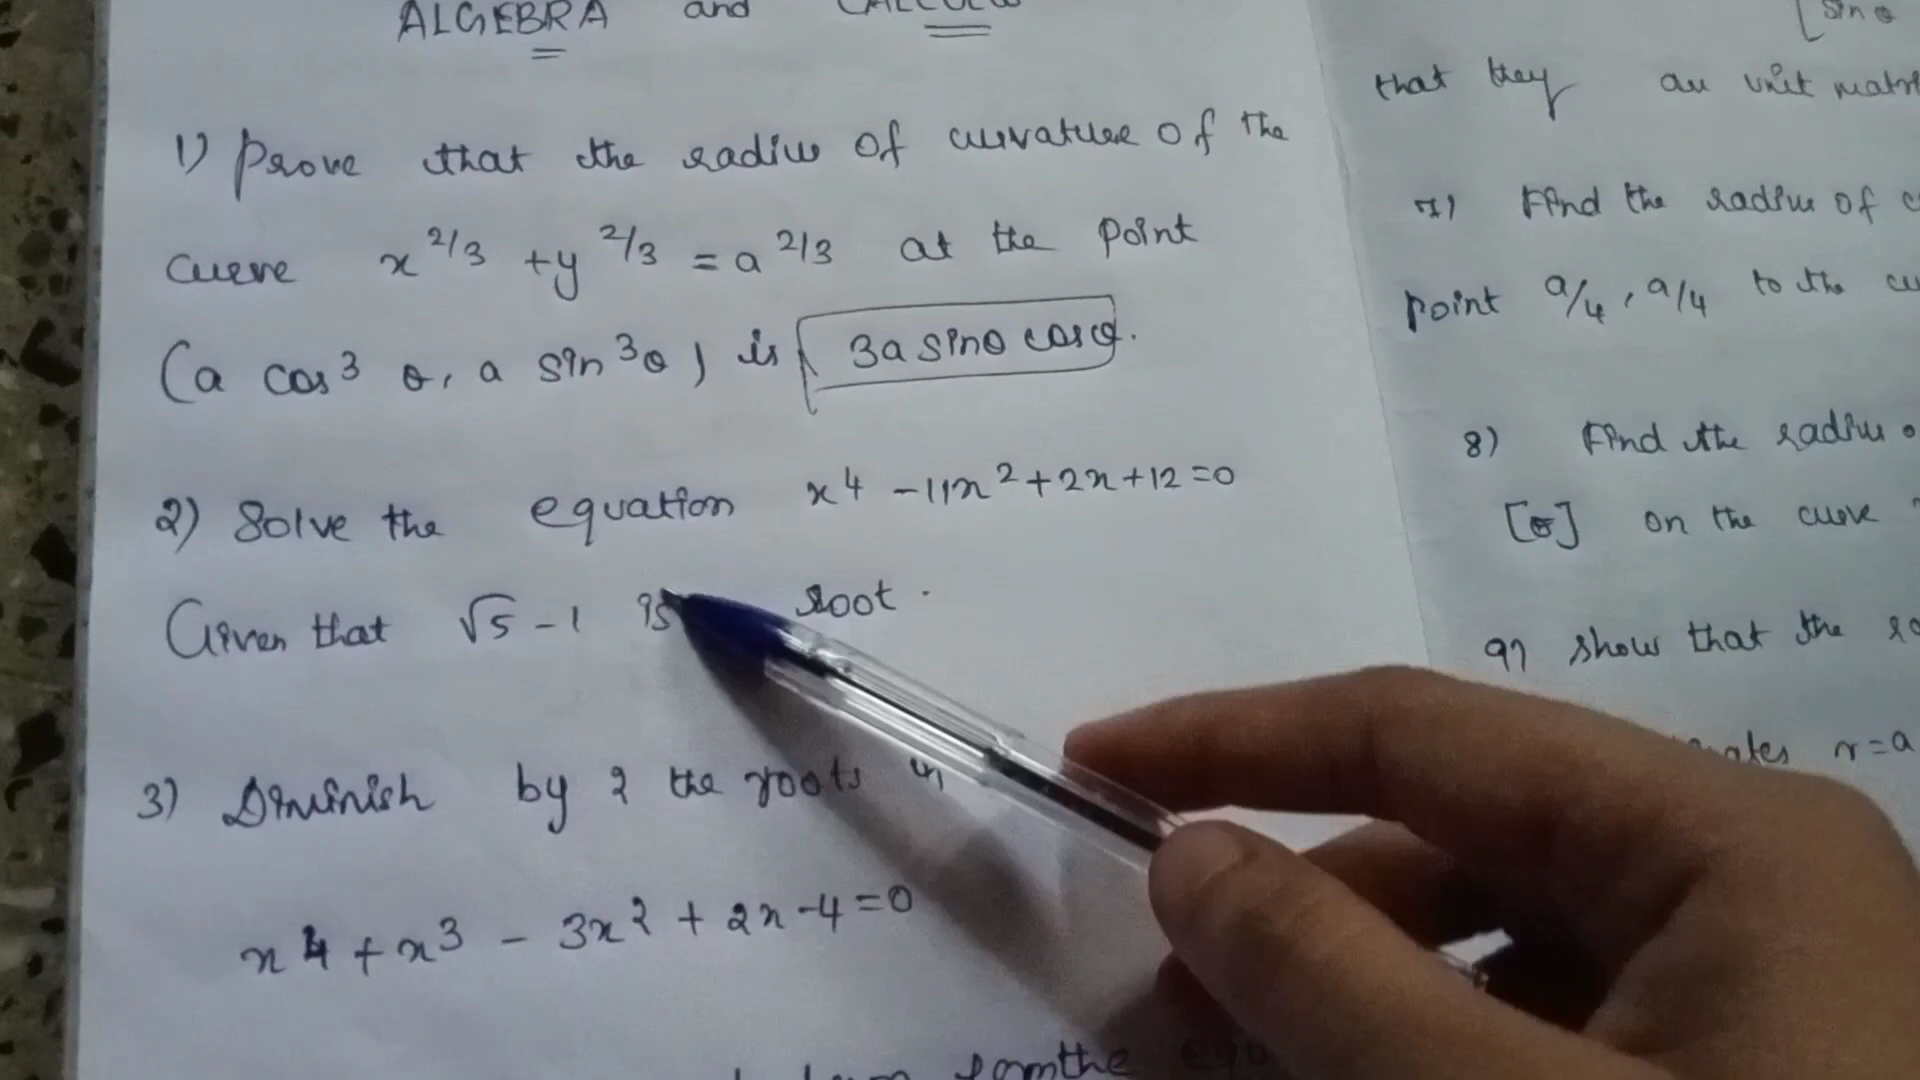 ALGEBRA and CALCULUS
1) Prove that the radius of curvature of the
curve x^2/3 + y^2/3 = a^2/3 at the point
(a cos^3 θ, a sin^3 θ) is 3a sinθ cosθ.
2) Solve the equation x^4 - 11x^2 + 2x + 12 = 0
Given that √5 - 1 is root.
3) Diminish by 2 the roots in
x^4 + x^3 - 3x^2 + 2x - 4 = 0
from the
sin θ
that they are unit
7) Find the radius of
point a/4, a/4 to the
8) Find the radius
[θ] on the curve
9) show that the
r = a